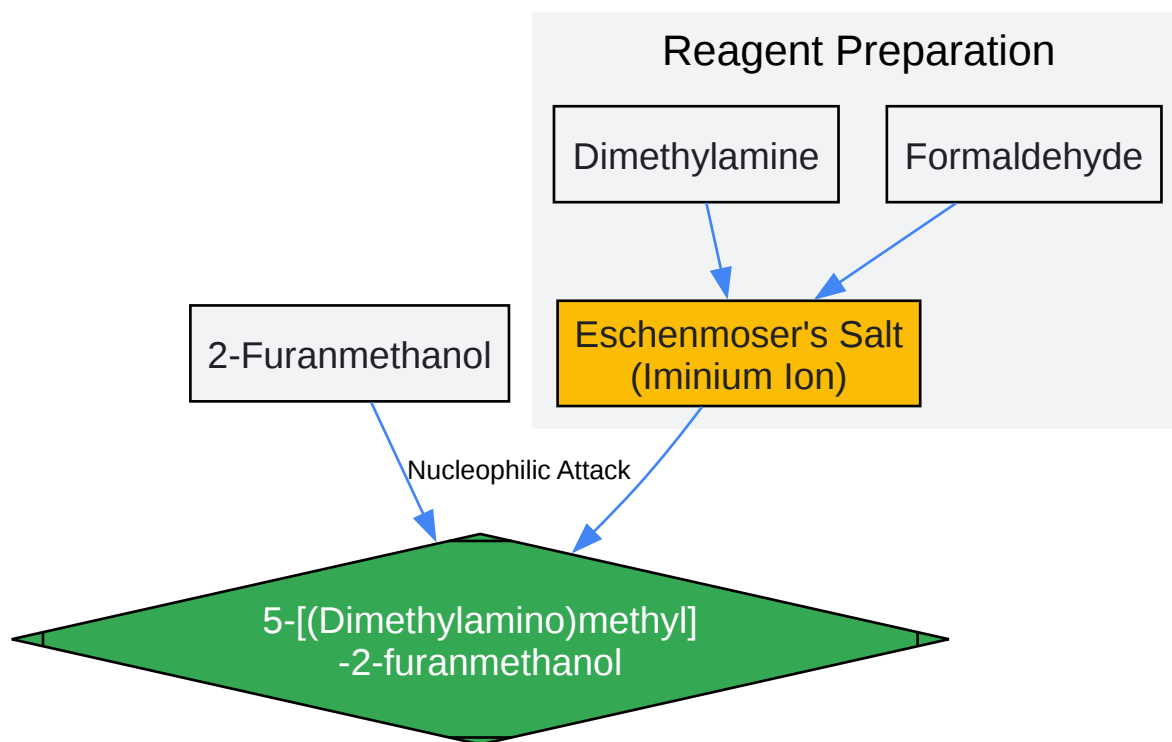 Reagent Preparation
Dimethylamine
Formaldehyde
2-Furanmethanol
Eschenmoser's Salt
(Iminium Ion)
Nucleophilic Attack
5-[(Dimethylamino)methyl]
-2-furanmethanol